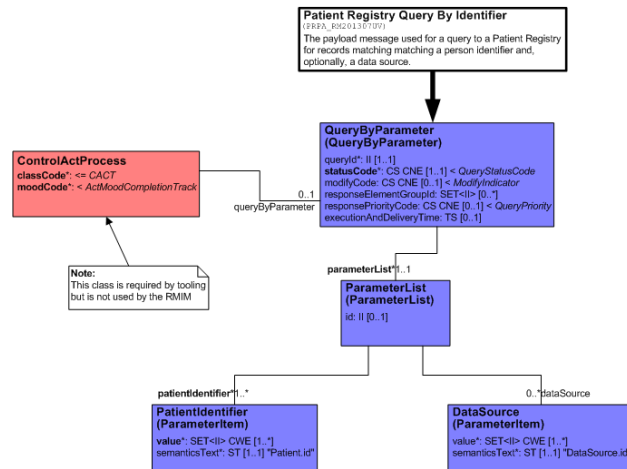 Patient Registry Query By Identifier
(PRPA_RM201307UV)
The payload message used for a query to a Patient Registry
for records matching matching a person identifier and,
optionally, a data source.
QueryByParameter
(QueryByParameter)
queryId*: II [1..1]
statusCode*: CS CNE [1..1] < QueryStatusCode
modifyCode: CS CNE [0..1] < ModifyIndicator
responseElementGroupId: SET<II> [0..*]
responsePriorityCode: CS CNE [0..1] < QueryPriority
executionAndDeliveryTime: TS [0..1]
ControlActProcess
classCode*: <= CACT
moodCode*: < ActMoodCompletionTrack
0..1
queryByParameter
Note:
This class is required by tooling
but is not used by the RMIM
parameterList*1..1
ParameterList
(ParameterList)
id: II [0..1]
patientIdentifier*1..*
0..*dataSource
PatientIdentifier
(ParameterItem)
value*: SET<II> CWE [1..*]
semanticsText*: ST [1..1] "Patient.id"
DataSource
(ParameterItem)
value*: SET<II> CWE [1..*]
semanticsText*: ST [1..1] "DataSource.id